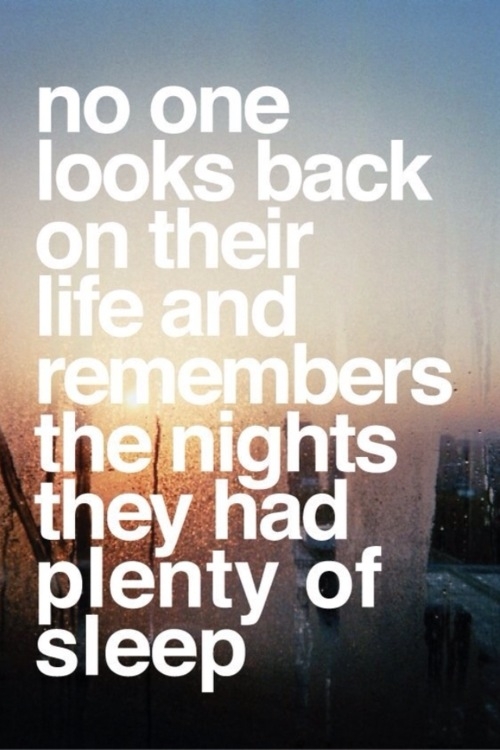 no one
looks back
on their
life and
remembers
the nights
they had
plenty of
sleep